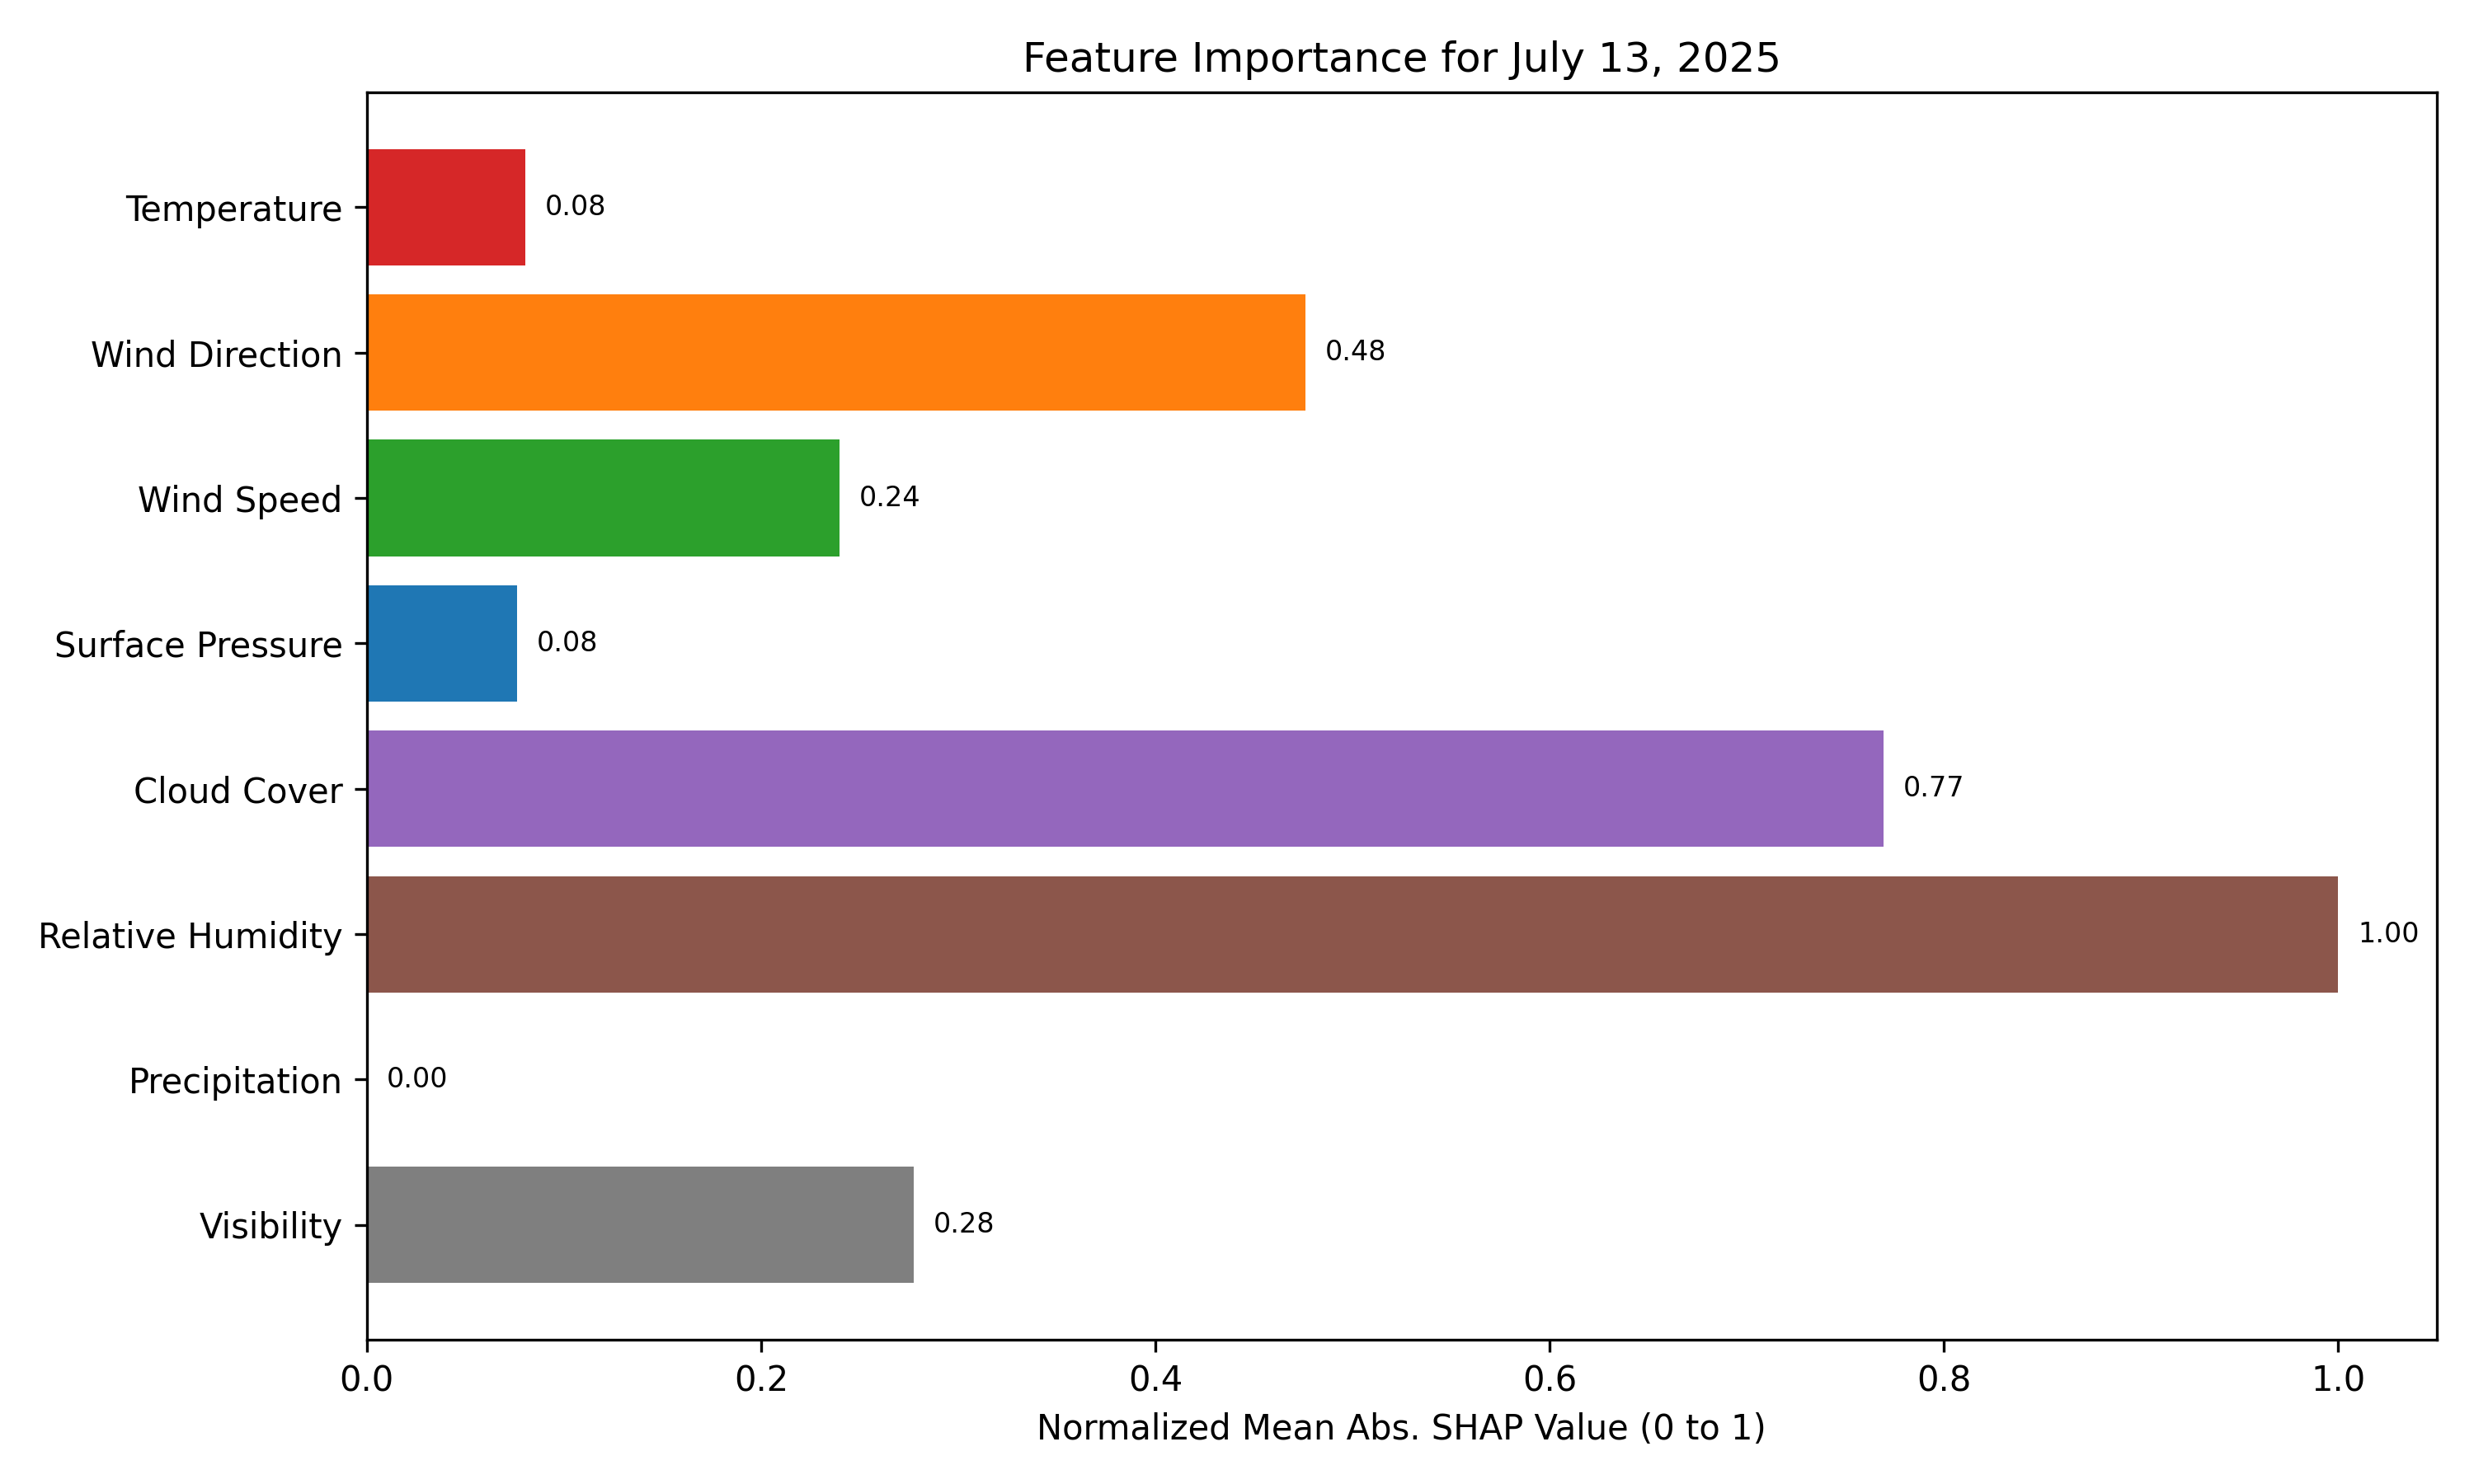 Feature Importance for July 13, 2025
Temperature 0.08
Wind Direction 0.48
Wind Speed 0.24
Surface Pressure 0.08
Cloud Cover 0.77
Relative Humidity 1.00
Precipitation 0.00
Visibility 0.28
0.0 0.2 0.4 0.6 0.8 1.0
Normalized Mean Abs. SHAP Value (0 to 1)